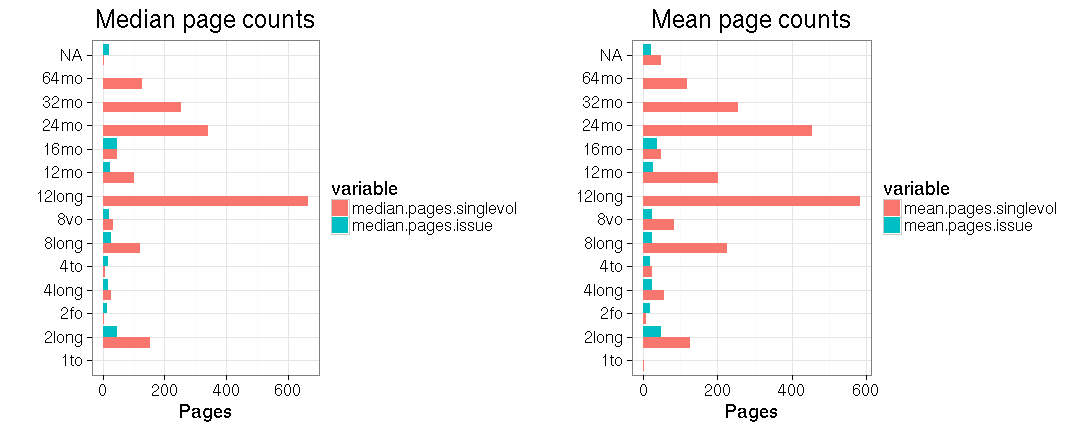 Median page counts
NA
64mo
32mo
24mo
16mo
12mo
12long
8vo
8long
4to
4long
2fo
2long
1to
0 200 400 600
Pages
variable
median.pages.singlevol
median.pages.issue
Mean page counts
NA
64mo
32mo
24mo
16mo
12mo
12long
8vo
8long
4to
4long
2fo
2long
1to
0 200 400 600
Pages
variable
mean.pages.singlevol
mean.pages.issue